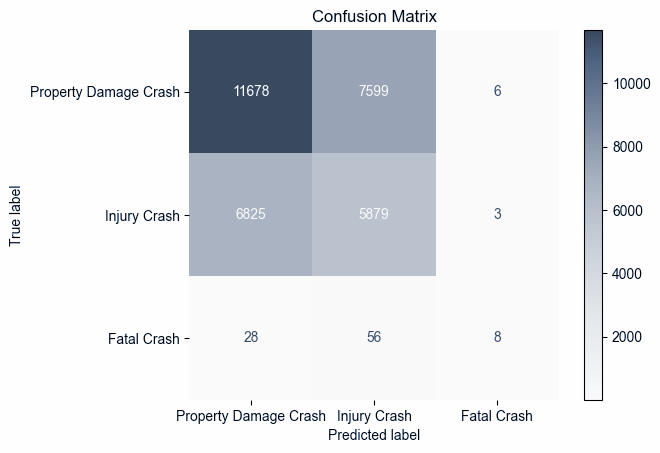 Confusion Matrix
Property Damage Crash
11678
7599
6
Injury Crash
6825
5879
3
Fatal Crash
28
56
8
True label
Property Damage Crash
Injury Crash
Fatal Crash
Predicted label
10000
8000
6000
4000
2000